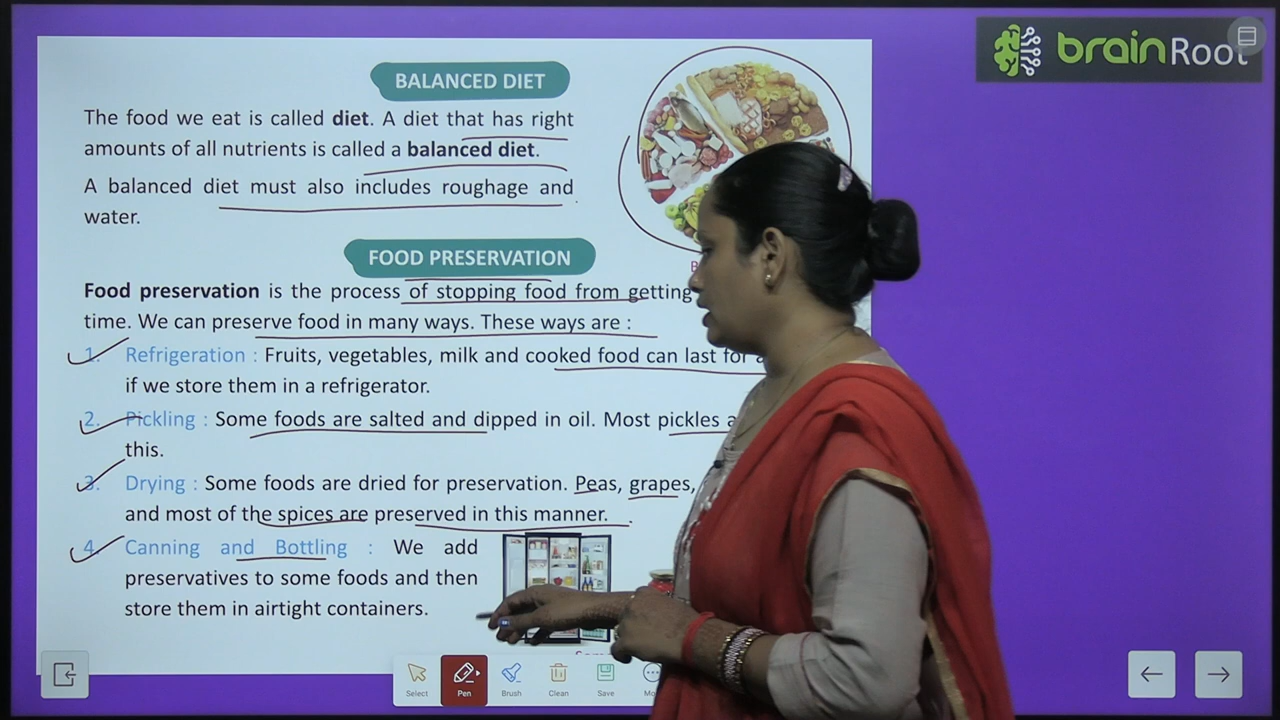 brainRoot
BALANCED DIET
The food we eat is called diet. A diet that has right
amounts of all nutrients is called a balanced diet.
A balanced diet must also includes roughage and
water.
FOOD PRESERVATION
Food preservation is the process of stopping food from getting
time. We can preserve food in many ways. These ways are :
1. Refrigeration : Fruits, vegetables, milk and cooked food can last for
if we store them in a refrigerator.
2. Pickling : Some foods are salted and dipped in oil. Most pickles
this.
3. Drying : Some foods are dried for preservation. Peas, grapes,
and most of the spices are preserved in this manner.
4. Canning and Bottling : We add
preservatives to some foods and then
store them in airtight containers.
Select
Pen
Brush
Clean
Save